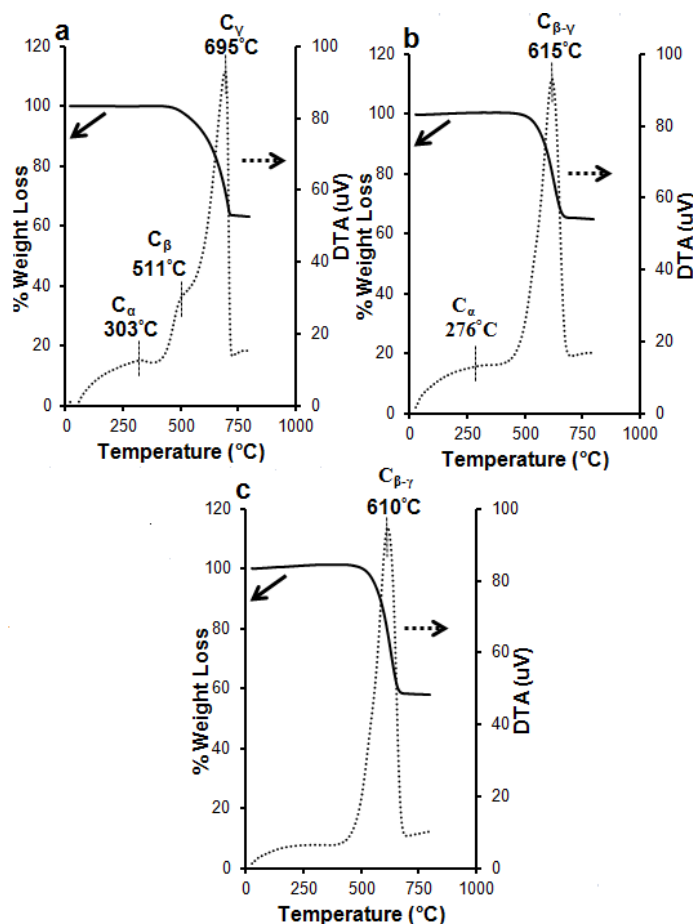 a
Cγ
695°C
120
100
80
60
40
20
0
% Weight Loss
Cβ
511°C
Cα
303°C
100
80
60
40
20
0
DTA (uV)
0 250 500 750 1000
Temperature (°C)
b
Cβ-γ
615°C
120
100
80
60
40
20
0
% Weight Loss
Cα
276°C
100
80
60
40
20
0
DTA (uV)
0 250 500 750 1000
Temperature (°C)
c
Cβ-γ
610°C
120
100
80
60
40
20
0
% Weight Loss
100
80
60
40
20
0
DTA (uV)
0 250 500 750 1000
Temperature (°C)